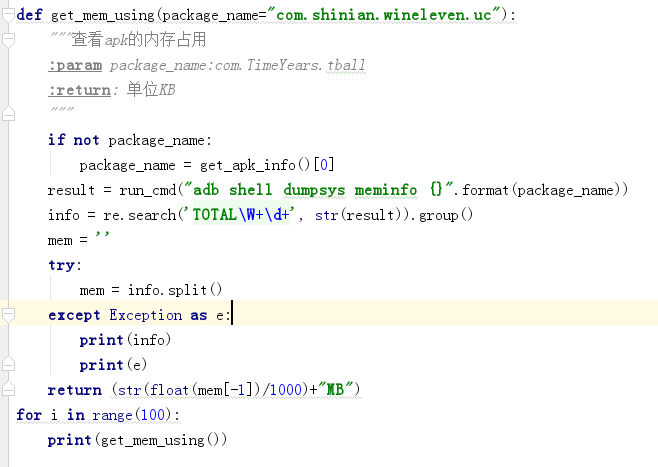 def get_mem_using(package_name="com.shinian.wineleven.uc"):
    """查看apk的内存占用
    :param package_name:com.TimeYears.tball
    :return: 单位KB
    """
    if not package_name:
        package_name = get_apk_info()[0]
    result = run_cmd("adb shell dumpsys meminfo {}".format(package_name))
    info = re.search('TOTAL\W+\d+', str(result)).group()
    mem = ''
    try:
        mem = info.split()
    except Exception as e:
        print(info)
        print(e)
    return (str(float(mem[-1])/1000)+"MB")
for i in range(100):
    print(get_mem_using())